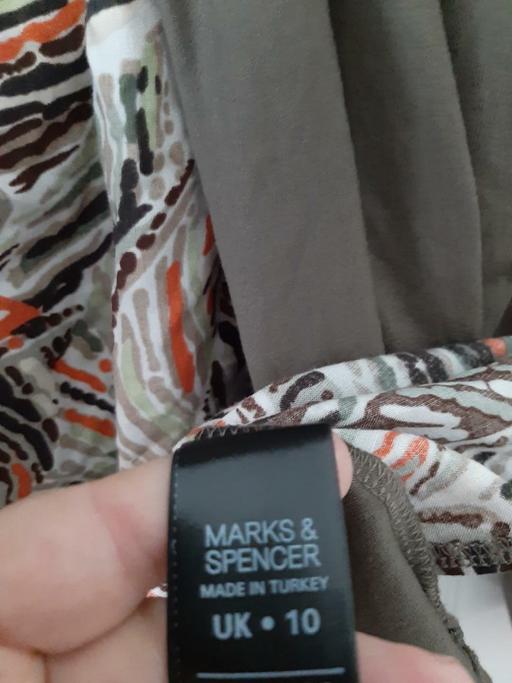 MARKS &
SPENCER
MADE IN TURKEY
UK • 10